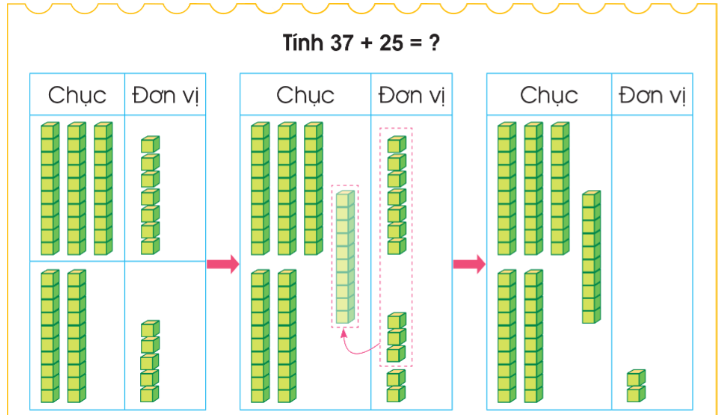 Tính 37 + 25 = ?
Chục Đơn vị Chục Đơn vị Chục Đơn vị